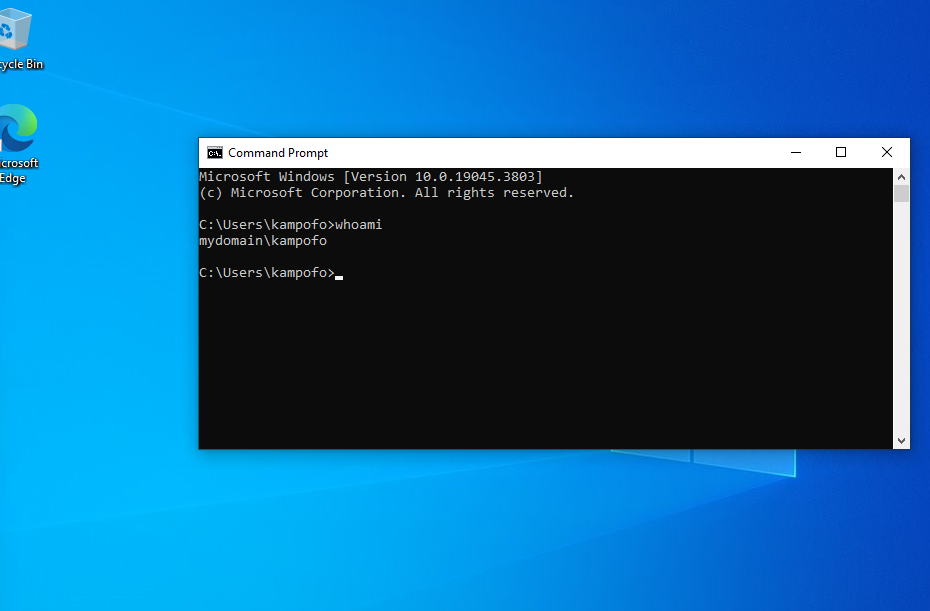 cycle Bin
icrosoft
Edge
Command Prompt
Microsoft Windows [Version 10.0.19045.3803]
(c) Microsoft Corporation. All rights reserved.
C:\Users\kampofo>whoami
mydomain\kampofo
C:\Users\kampofo>